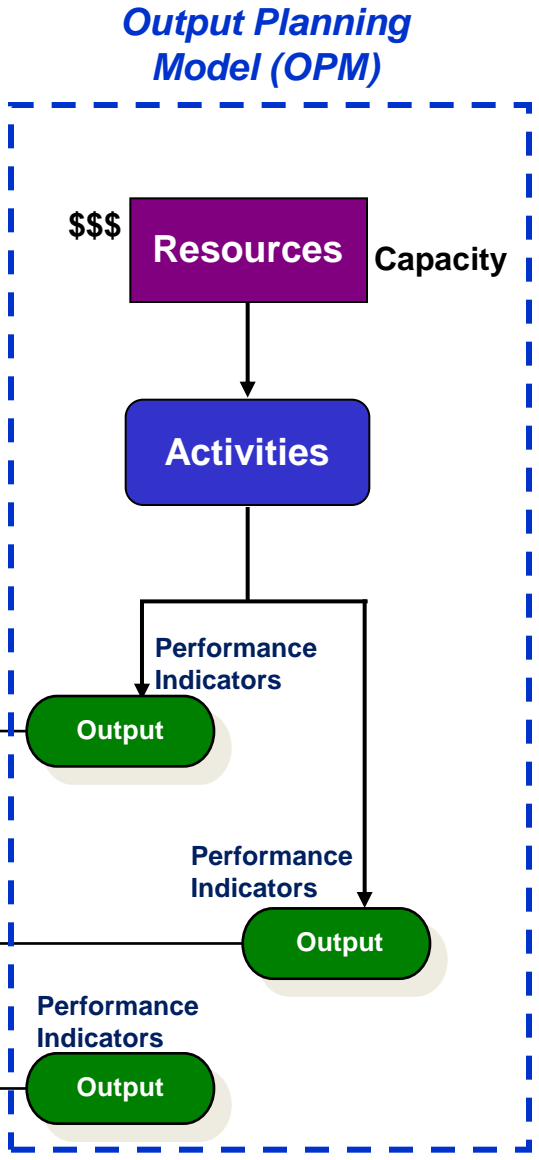 Output Planning
Model (OPM)
$$$
Resources
Capacity
Activities
Performance
Indicators
Output
Performance
Indicators
Output
Performance
Indicators
Output